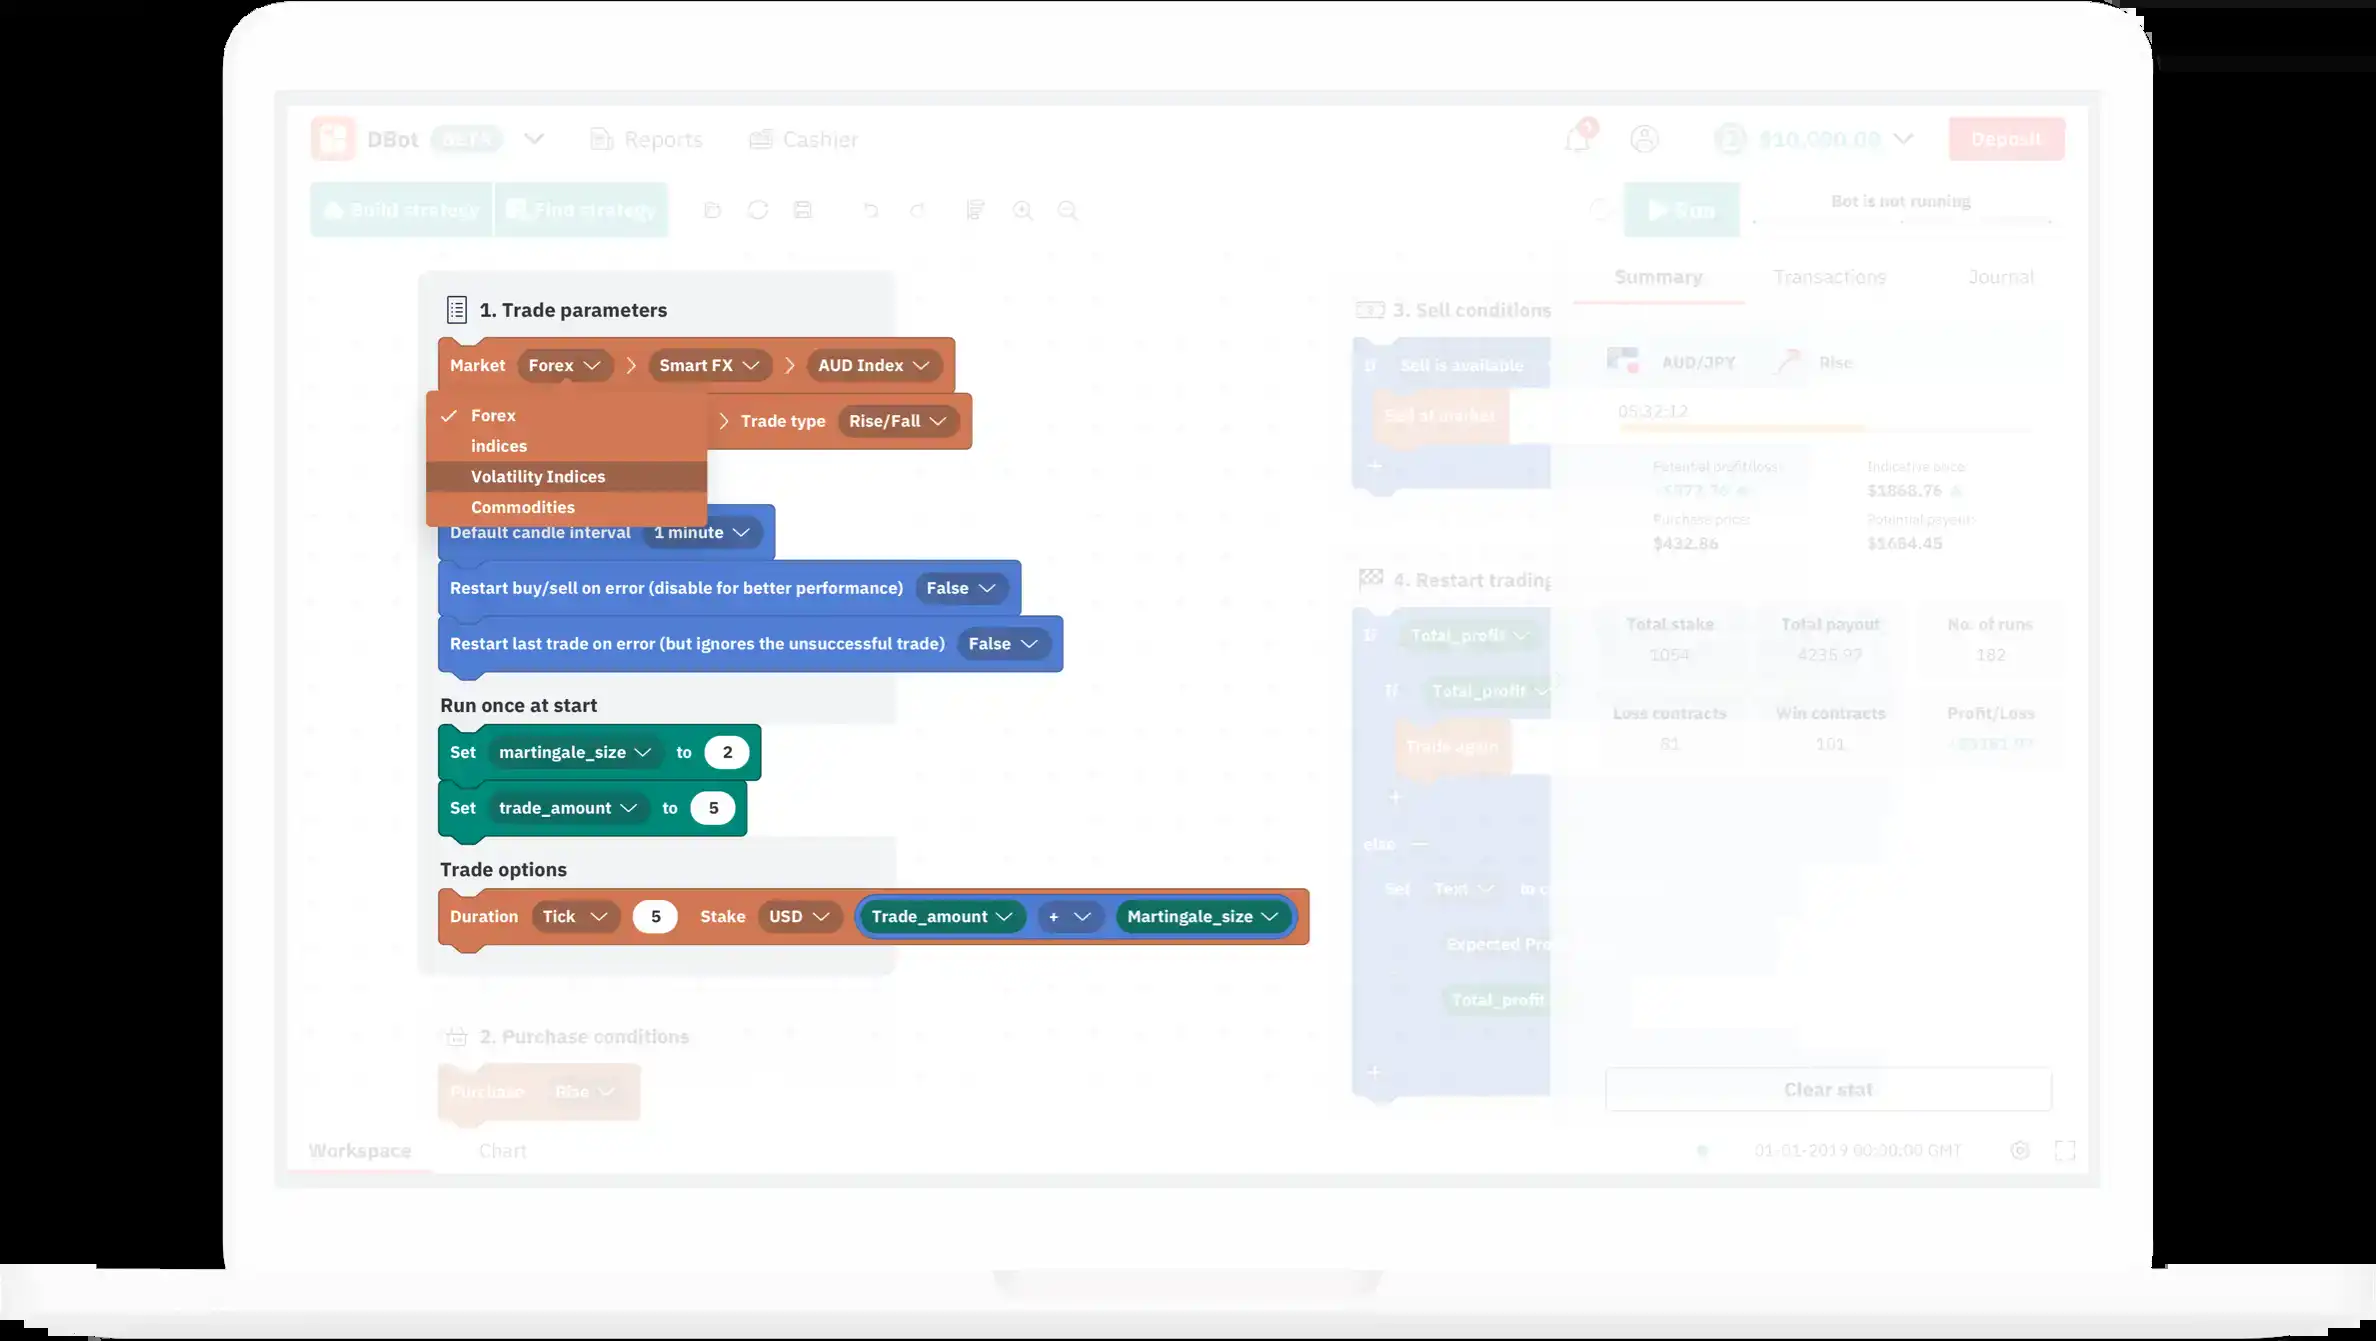 DBot BETA Reports Cashier $10,000.00 Deposit
Build strategy Find strategy Run Bot is not running
Summary Transactions Journal
1. Trade parameters
Market Forex Smart FX AUD Index
Forex
indices
Volatility Indices
Commodities
Trade type Rise/Fall
Default candle interval 1 minute
Restart buy/sell on error (disable for better performance) False
Restart last trade on error (but ignores the unsuccessful trade) False
Run once at start
Set martingale_size to 2
Set trade_amount to 5
Trade options
Duration Tick 5 Stake USD Trade_amount + Martingale_size
2. Purchase conditions
Purchase Rise
3. Sell conditions
If Sell is available
Sell at market
+
4. Restart trading
If Total_profit
If Total_profit
Trade again
+
else
Set Text to
Expected Pro
Total_profit
+
AUD/JPY Rise
05:32:12
Potential profit/loss: Indicative price:
$1868.76
Purchase price: Potential payout:
$432.86 $1684.45
Total stake Total payout No. of runs
1054 4235.97 182
Loss contracts Win contracts Profit/Loss
81 101
Clear stat
Workspace Chart 01-01-2019 00:00:00 GMT